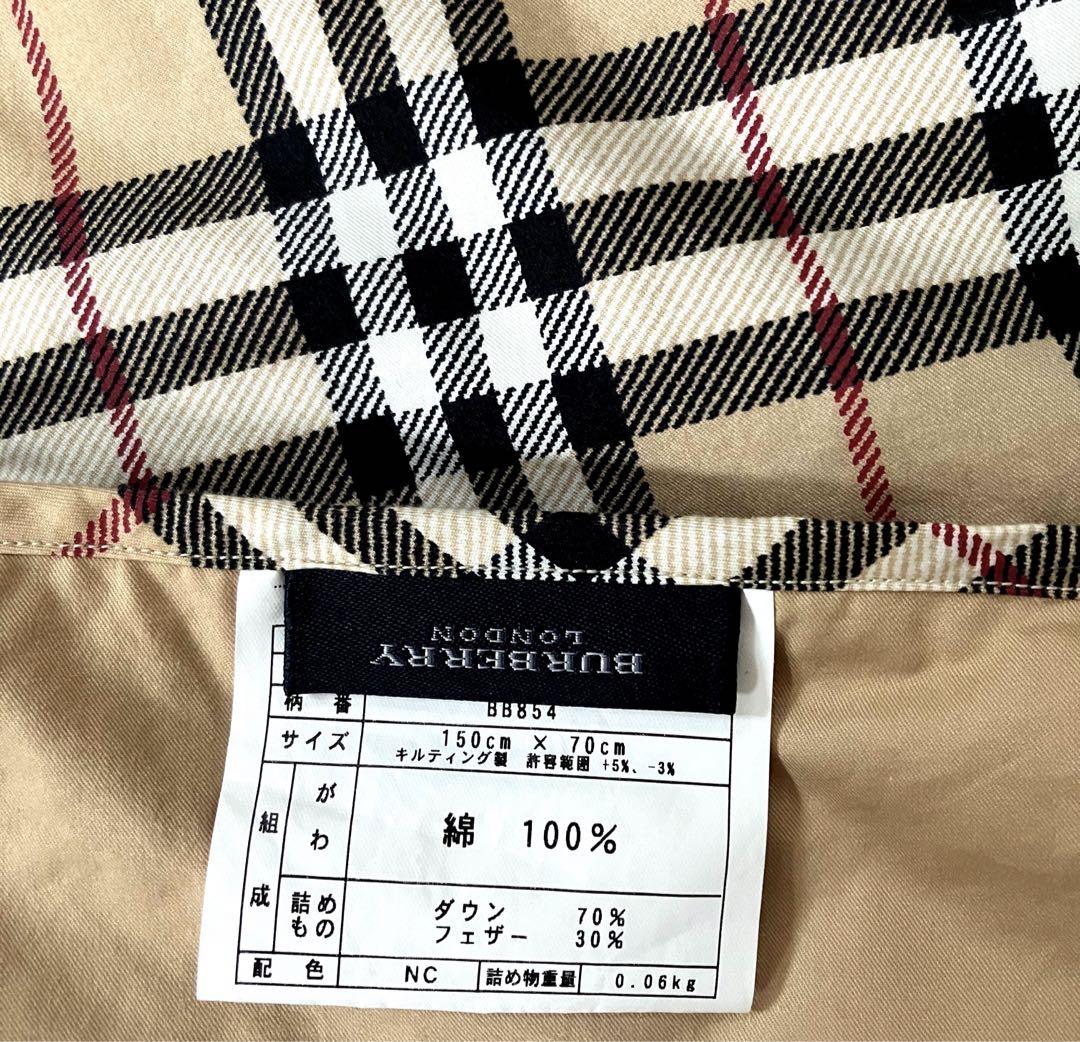 BURBERRY
LONDON
柄番 BB854
サイズ 150cm × 70cm
キルティング製 許容範囲 +5%、-3%
組成 がわ 綿 100%
詰めもの ダウン 70%
フェザー 30%
配色 NC 詰め物重量 0.06kg